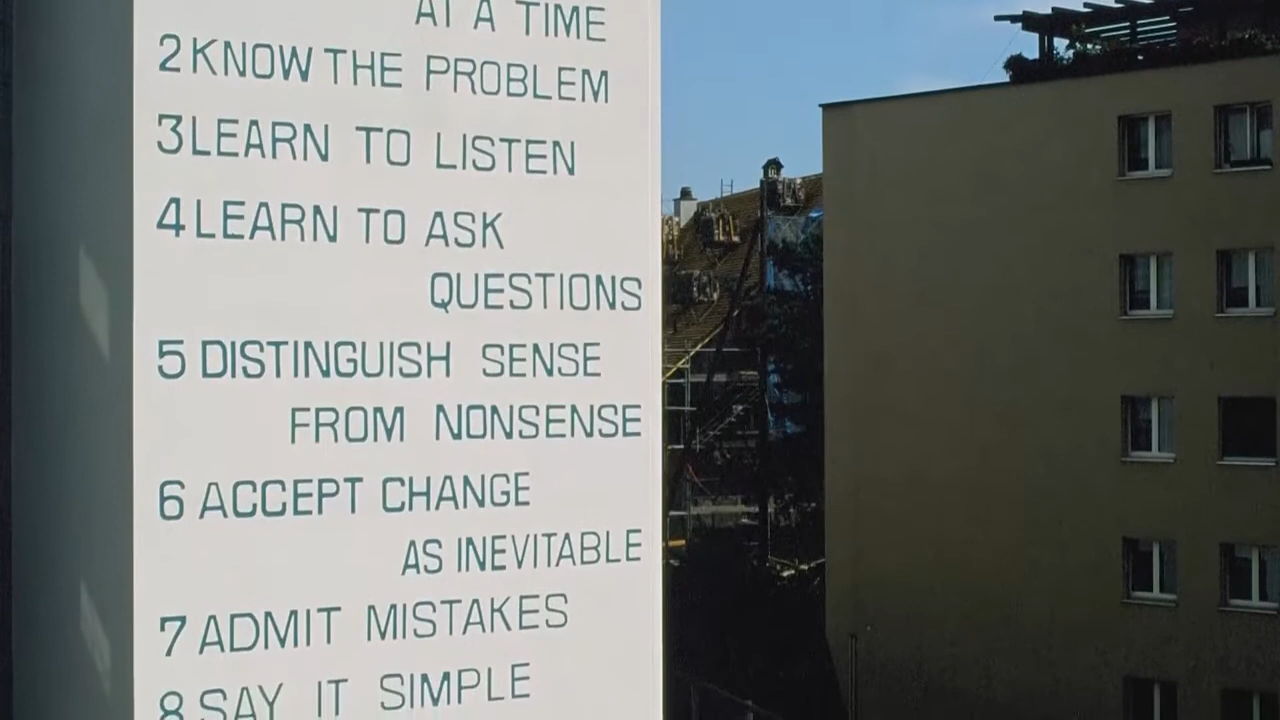 AT A TIME
2 KNOW THE PROBLEM
3 LEARN TO LISTEN
4 LEARN TO ASK
QUESTIONS
5 DISTINGUISH SENSE
FROM NONSENSE
6 ACCEPT CHANGE
AS INEVITABLE
7 ADMIT MISTAKES
8 SAY IT SIMPLE